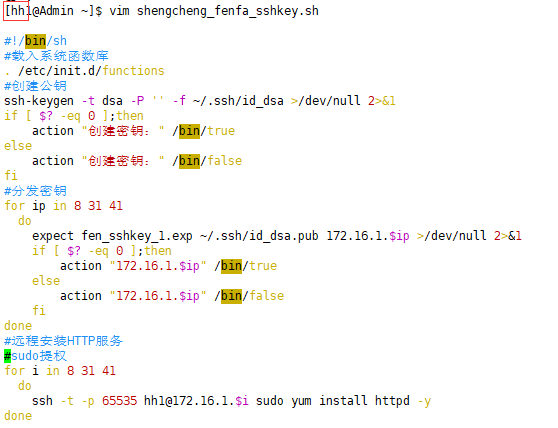 [hh1@Admin ~]$ vim shengcheng_fenfa_sshkey.sh
#!/bin/sh
#载入系统函数库
. /etc/init.d/functions
#创建公钥
ssh-keygen -t dsa -P '' -f ~/.ssh/id_dsa >/dev/null 2>&1
if [ $? -eq 0 ];then
    action "创建密钥：" /bin/true
else
    action "创建密钥：" /bin/false
fi
#分发密钥
for ip in 8 31 41
  do
    expect fen_sshkey_1.exp ~/.ssh/id_dsa.pub 172.16.1.$ip >/dev/null 2>&1
    if [ $? -eq 0 ];then
        action "172.16.1.$ip" /bin/true
    else
        action "172.16.1.$ip" /bin/false
    fi
done
#远程安装HTTP服务
#sudo提权
for i in 8 31 41
  do
    ssh -t -p 65535 hh1@172.16.1.$i sudo yum install httpd -y
done